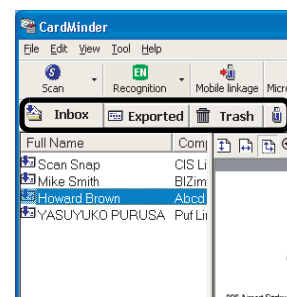 CardMinder
File Edit View Tool Help
S EN
Scan Recognition Mobile linkage Micr
Inbox Exported Trash
Full Name Comp
Scan Snap CIS Li
Mike Smith BIZim
Howard Brown Abcd
YASUYUKO PURUSA Puf Lin